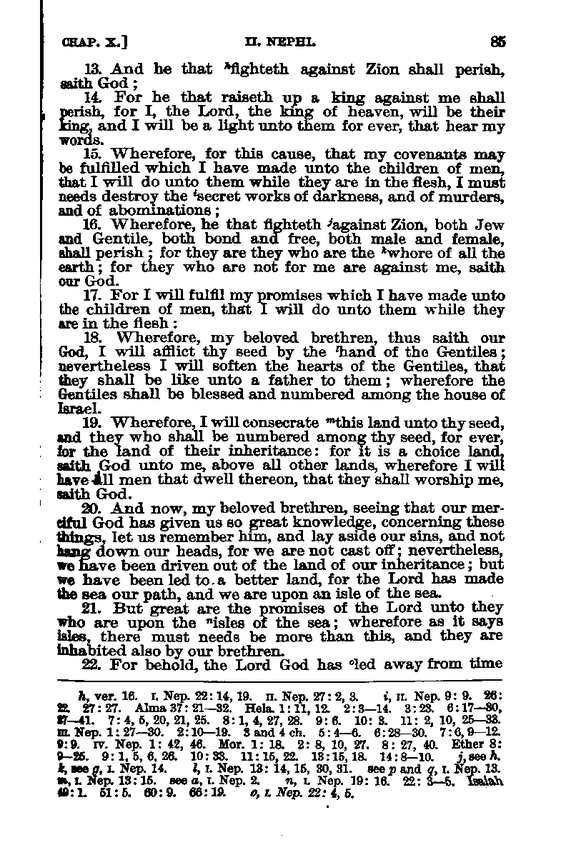 CHAP. X.] II. NEPHI. 85
13. And he that hfighteth against Zion shall perish,
saith God;
14. For he that raiseth up a king against me shall
perish, for I, the Lord, the king of heaven, will be their
king, and I will be a light unto them for ever, that hear my
words.
15. Wherefore, for this cause, that my covenants may
be fulfilled which I have made unto the children of men,
that I will do unto them while they are in the flesh, I must
needs destroy the isecret works of darkness, and of murders,
and of abominations;
16. Wherefore, he that fighteth jagainst Zion, both Jew
and Gentile, both bond and free, both male and female,
shall perish; for they are they who are the kwhore of all the
earth; for they who are not for me are against me, saith
our God.
17. For I will fulfil my promises which I have made unto
the children of men, that I will do unto them while they
are in the flesh:
18. Wherefore, my beloved brethren, thus saith our
God, I will afflict thy seed by the lhand of the Gentiles;
nevertheless I will soften the hearts of the Gentiles, that
they shall be like unto a father to them; wherefore the
Gentiles shall be blessed and numbered among the house of
Israel.
19. Wherefore, I will consecrate mthis land unto thy seed,
and they who shall be numbered among thy seed, for ever,
for the land of their inheritance: for it is a choice land,
saith God unto me, above all other lands, wherefore I will
have all men that dwell thereon, that they shall worship me,
saith God.
20. And now, my beloved brethren, seeing that our mer-
ciful God has given us so great knowledge, concerning these
things, let us remember him, and lay aside our sins, and not
hang down our heads, for we are not cast off; nevertheless,
we have been driven out of the land of our inheritance; but
we have been led to a better land, for the Lord has made
the sea our path, and we are upon an isle of the sea.
21. But great are the promises of the Lord unto they
who are upon the nisles of the sea; wherefore as it says
isles, there must needs be more than this, and they are
inhabited also by our brethren.
22. For behold, the Lord God has oled away from time
h, ver. 16. I. Nep. 22:14, 19. II. Nep. 27:2, 3. i, II. Nep. 9:9. 26:
22. 27:27. Alma 37:21—32. Hela. 1:11, 12. 2:3—14. 3:23. 6:17—30,
37—41. 7:4, 5, 20, 21, 25. 8:1, 4, 27, 28. 9:6. 10:3. 11:2, 10, 25—33.
III. Nep. 1:27—30. 2:10—19. 3 and 4 ch. 5:4—6. 6:28—30. 7:6, 9—12.
9:9. IV. Nep. 1:42, 46. Mor. 1:18. 2:8, 10, 27. 8:27, 40. Ether 8:
9—25. 9:1, 5, 6, 26. 10:33. 11:15, 22. 13:15, 18. 14:8—10. j, see h.
k, see g, I. Nep. 14. l, I. Nep. 13:14, 15, 30, 31. see p and q, I. Nep. 13.
m, I. Nep. 13:15. see a, I. Nep. 2. n, I. Nep. 19:16. 22:3—5. Isaiah
49:1. 51:5. 60:9. 66:19. o, I. Nep. 22:4, 5.